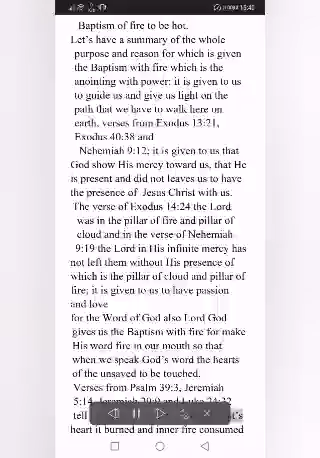 Baptism of fire to be hot.
Let's have a summary of the whole
purpose and reason for which is given
the Baptism with fire which is the
anointing with power: it is given to us
to guide us and give us light on the
path that we have to walk here on
earth, verses from Exodus 13:21,
Exodus 40:38 and
Nehemiah 9:12; it is given to us that
God show His mercy toward us, that He
is present and did not leaves us to have
the presence of Jesus Christ with us.
The verse of Exodus 14:24 the Lord
was in the pillar of fire and pillar of
cloud and in the verse of Nehemiah
9:19 the Lord in His infinite mercy has
not left them without His presence of
which is the pillar of cloud and pillar of
fire; it is given to us to have passion
and love
for the Word of God also Lord God
gives us the Baptism with fire for make
His word fire in our mouth so that
when we speak God's word the hearts
of the unsaved to be touched.
Verses from Psalm 39:3, Jeremiah
5:14, Jeremiah 20:9 and Luke 24:32
tell
heart it burned and inner fire consumed